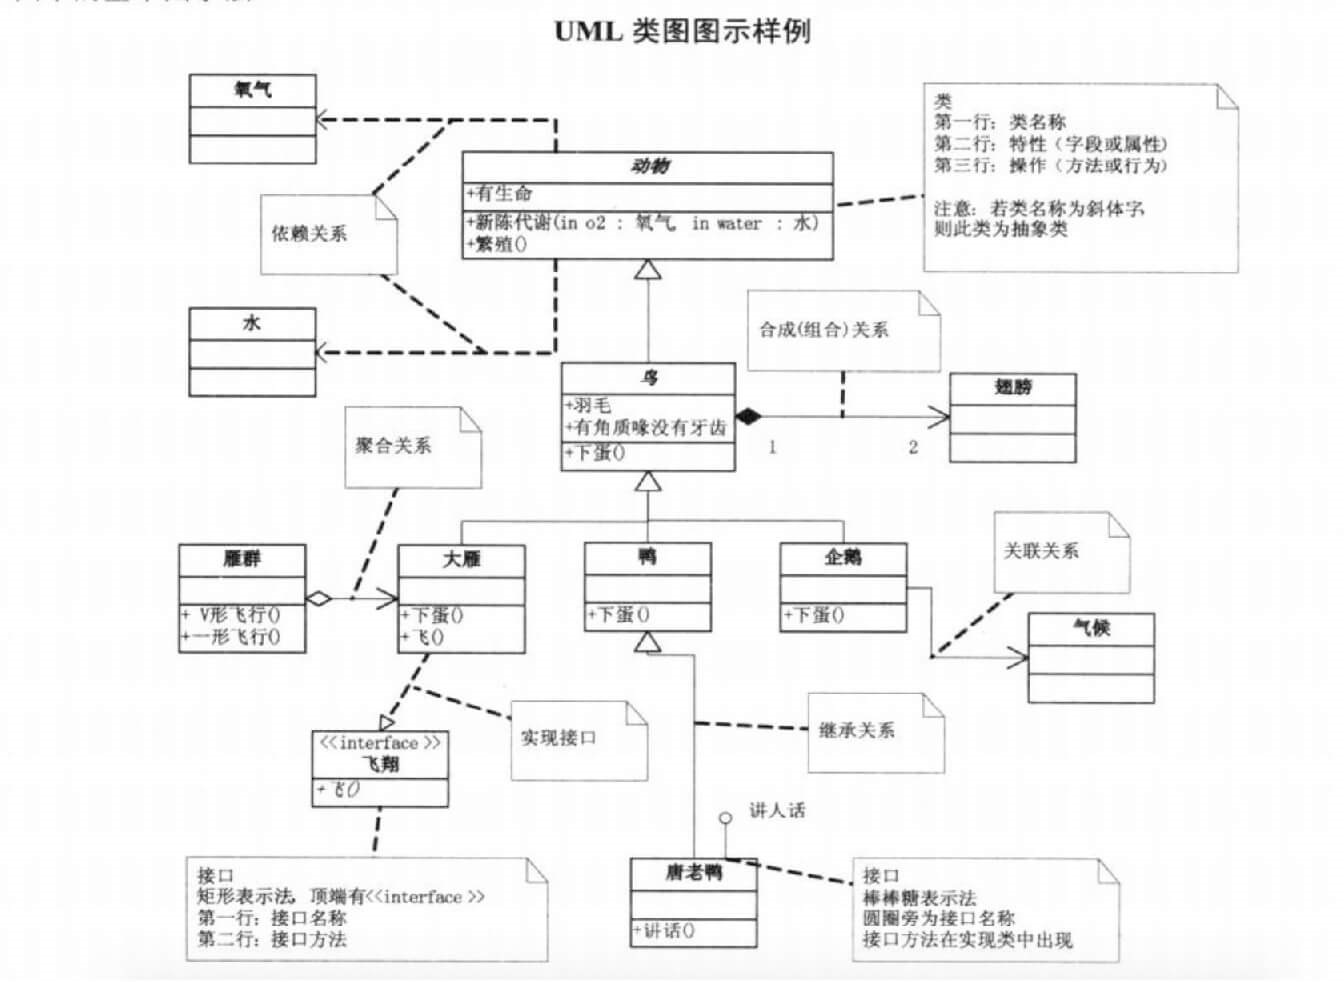 UML 类图图示样例
氧气
类
第一行：类名称
第二行：特性（字段或属性）
第三行：操作（方法或行为）
注意：若类名称为斜体字，
则此类为抽象类
动物
+有生命
+新陈代谢(in o2 : 氧气, in water : 水)
+繁殖()
依赖关系
水
合成(组合)关系
鸟
+羽毛
+有角质喙没有牙齿
+下蛋()
1
2
翅膀
聚合关系
雁群
+ V形飞行()
+一形飞行()
大雁
+下蛋()
+飞()
鸭
+下蛋()
企鹅
+下蛋()
关联关系
气候
<<interface>>
飞翔
+飞()
实现接口
继承关系
讲人话
唐老鸭
+讲话()
接口
矩形表示法，顶端有<<interface>>
第一行：接口名称
第二行：接口方法
接口
棒棒糖表示法
圆圈旁为接口名称
接口方法在实现类中出现